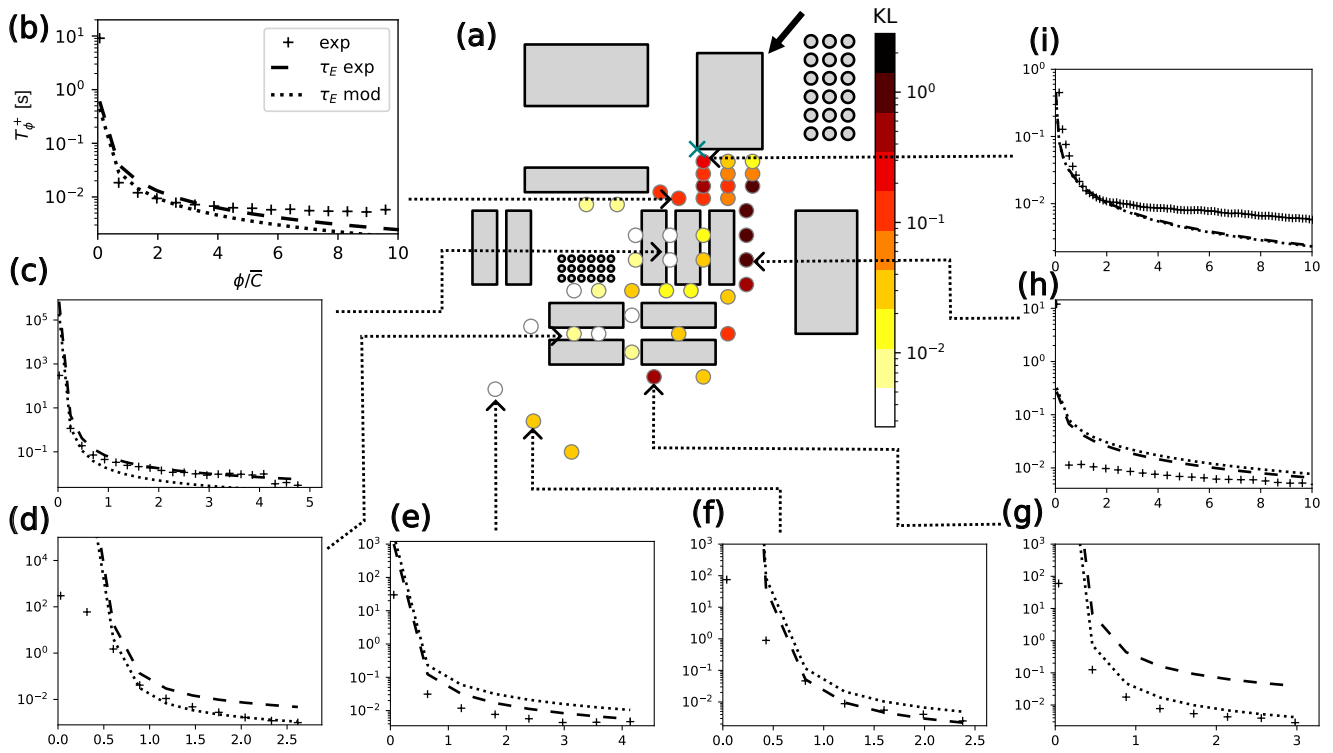 (b)
10^1
10^0
10^{-1}
10^{-2}
T_ϕ^+ [s]
exp
τ_E exp
τ_E mod
0 2 4 6 8 10
ϕ/C̅
(a)
KL
10^0
10^{-1}
10^{-2}
(i)
10^0
10^{-1}
10^{-2}
10^{-3}
0 2 4 6 8 10
(c)
10^5
10^3
10^1
10^{-1}
0 1 2 3 4 5
(h)
10^1
10^0
10^{-1}
10^{-2}
0 2 4 6 8 10
(d)
10^4
10^2
10^0
10^{-2}
0.0 0.5 1.0 1.5 2.0 2.5
(e)
10^3
10^2
10^1
10^0
10^{-1}
10^{-2}
0 1 2 3 4
(f)
10^3
10^2
10^1
10^0
10^{-1}
10^{-2}
0.0 0.5 1.0 1.5 2.0 2.5
(g)
10^3
10^2
10^1
10^0
10^{-1}
10^{-2}
0 1 2 3